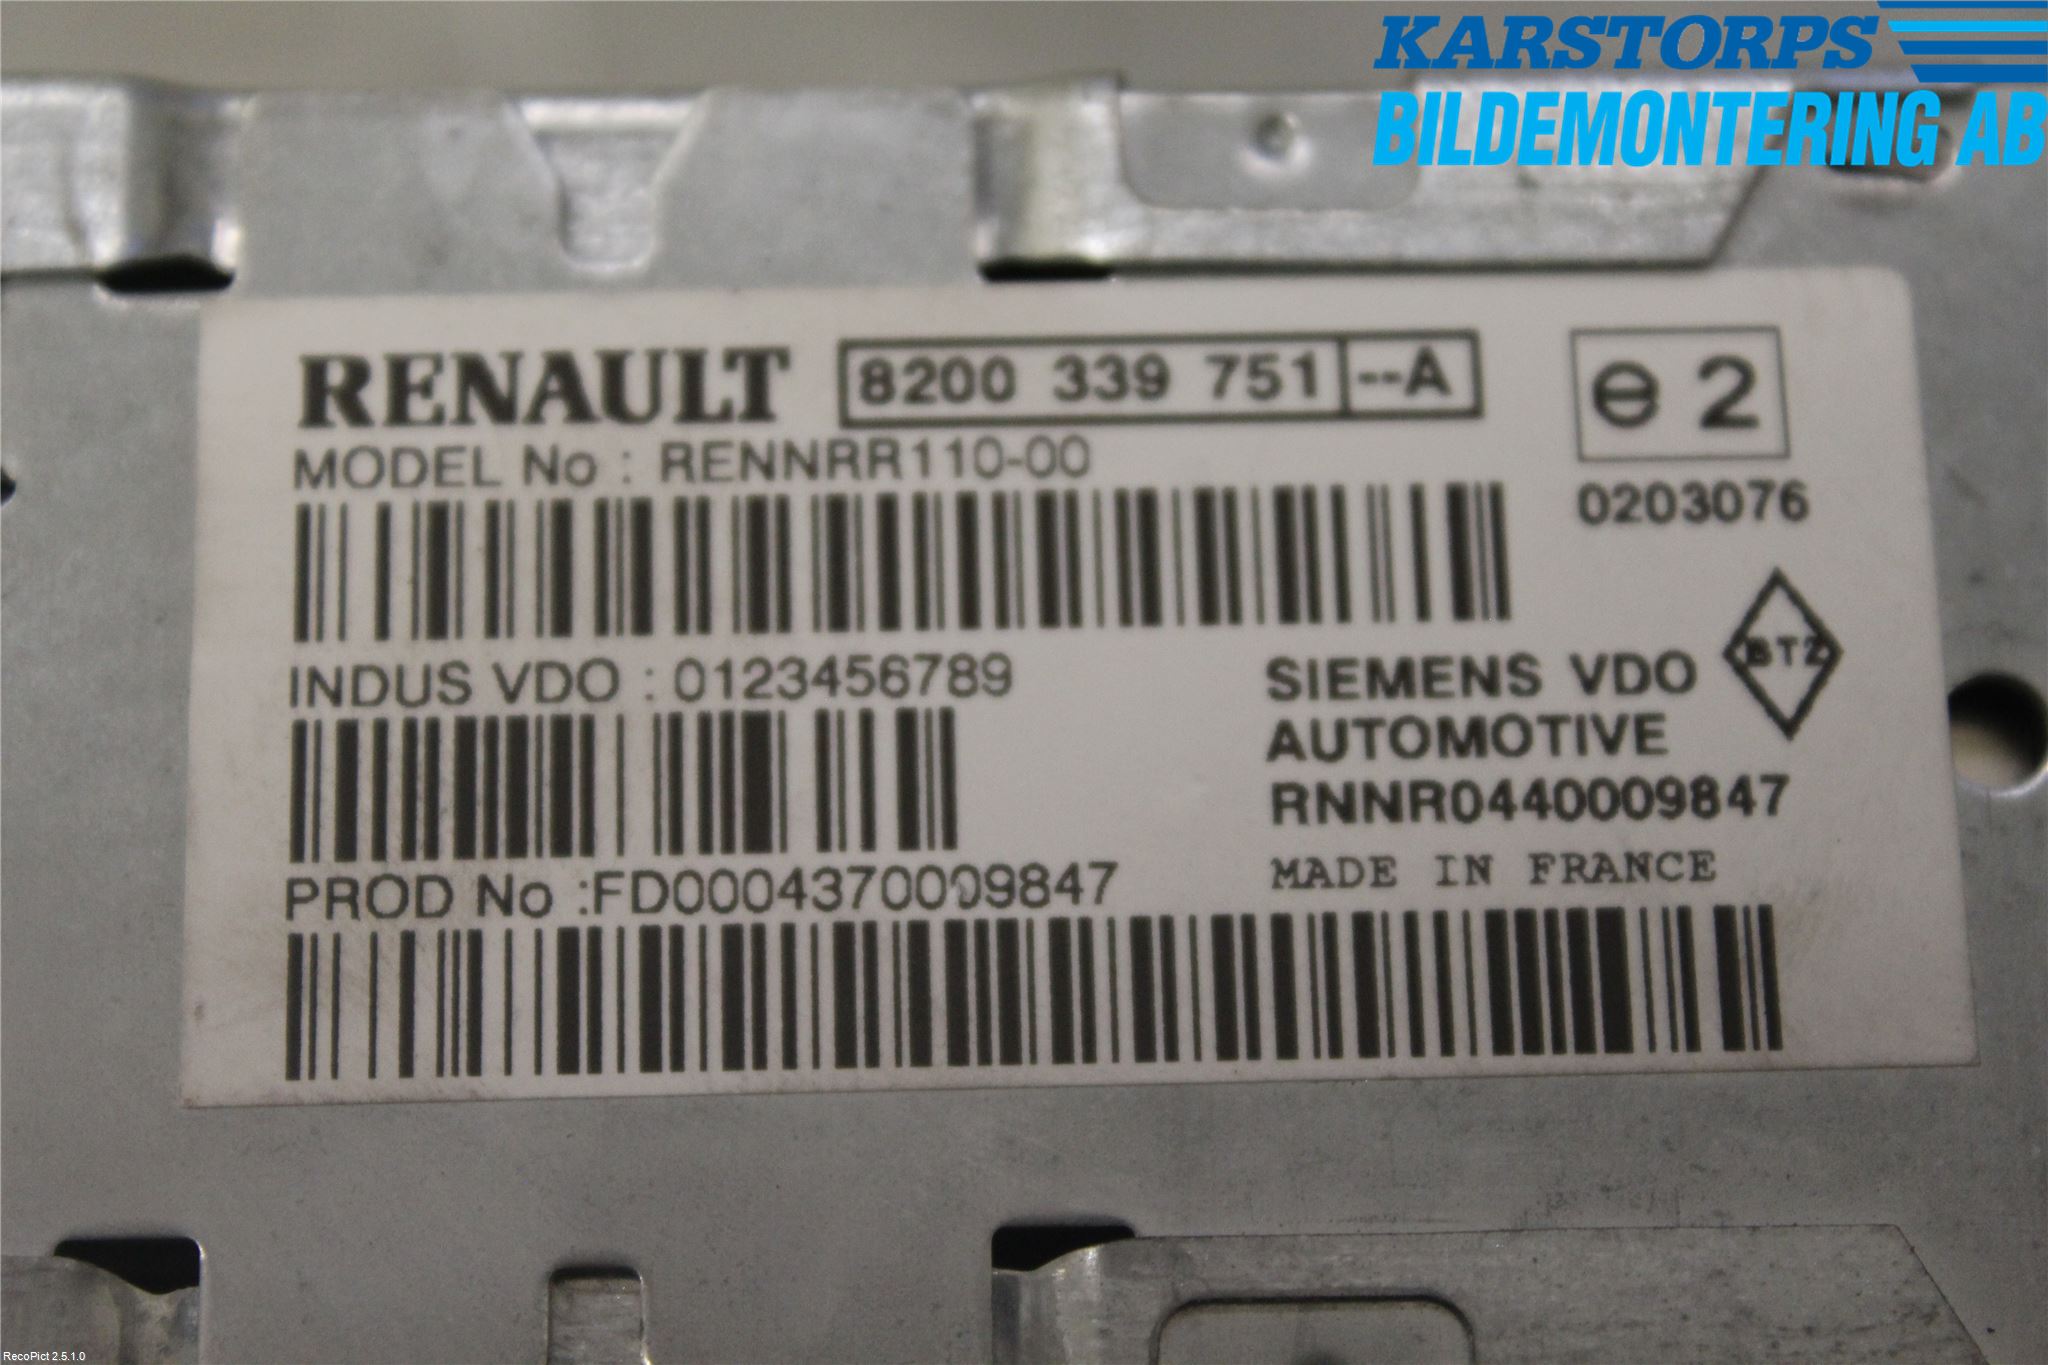 KARSTORPS
BILDEMONTERING AB
RENAULT 8200 339 751 --A
e 2
MODEL No : RENNRR110-00
0203076
INDUS VDO : 0123456789
SIEMENS VDO
AUTOMOTIVE
BT2
RNNR0440009847
MADE IN FRANCE
PROD No :FD0004370009847
RecoPict 2.5.1.0